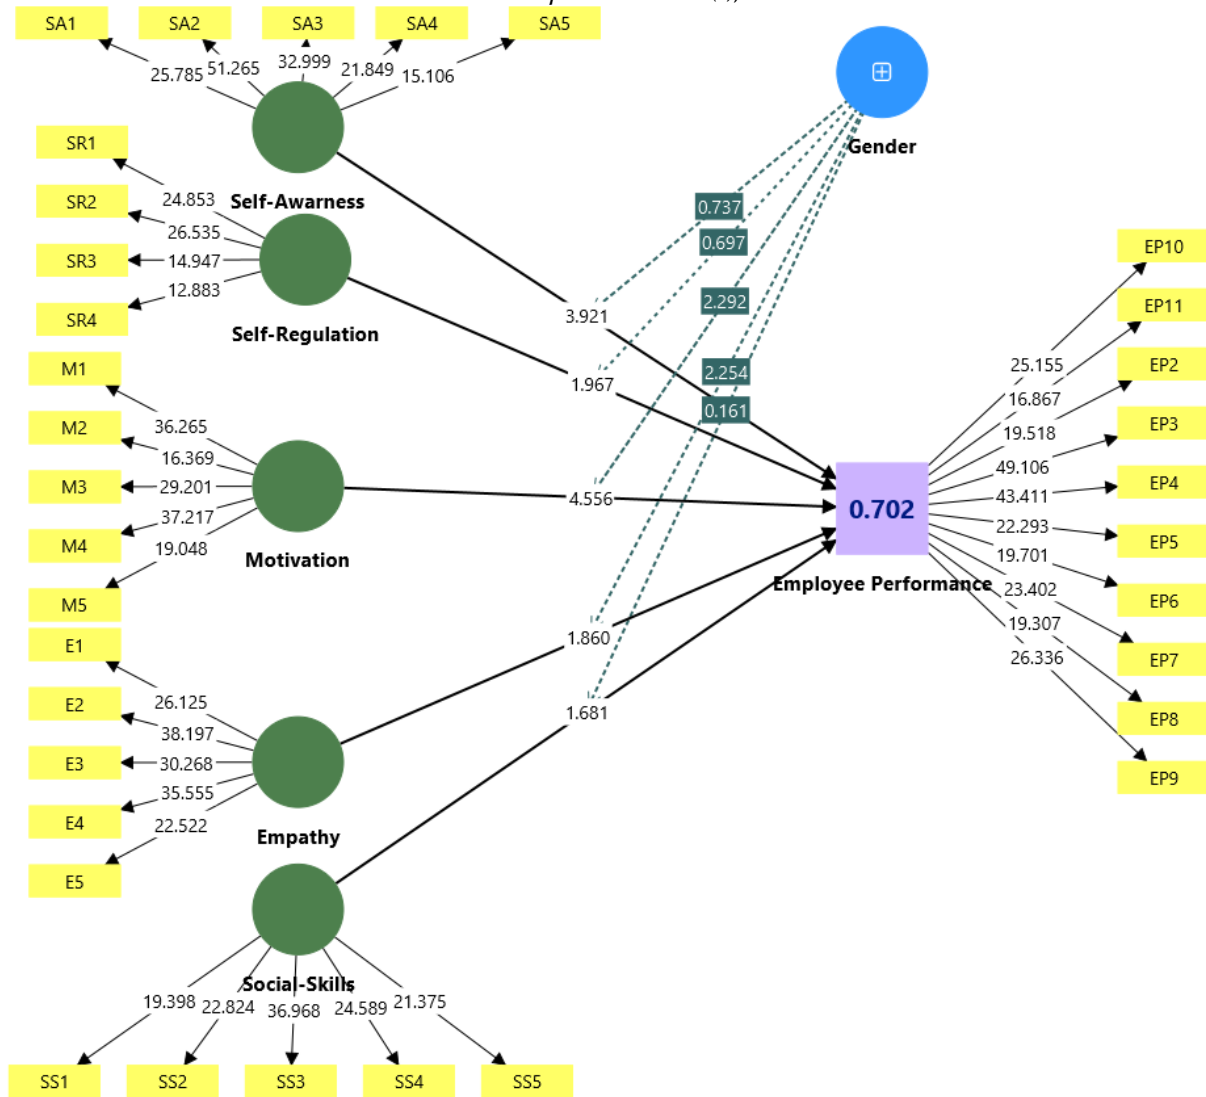 SA1
SA2
SA3
SA4
SA5
25.785
51.265
32.999
21.849
15.106
Self-Awarness
SR1
SR2
SR3
SR4
24.853
26.535
14.947
12.883
Self-Regulation
M1
M2
M3
M4
M5
36.265
16.369
29.201
37.217
19.048
Motivation
E1
E2
E3
E4
E5
26.125
38.197
30.268
35.555
22.522
Empathy
Social-Skills
19.398
22.824
36.968
24.589
21.375
SS1
SS2
SS3
SS4
SS5
Gender
0.737
0.697
2.292
2.254
0.161
3.921
1.967
4.556
1.860
1.681
0.702
Employee Performance
25.155
16.867
19.518
49.106
43.411
22.293
19.701
23.402
19.307
26.336
EP10
EP11
EP2
EP3
EP4
EP5
EP6
EP7
EP8
EP9